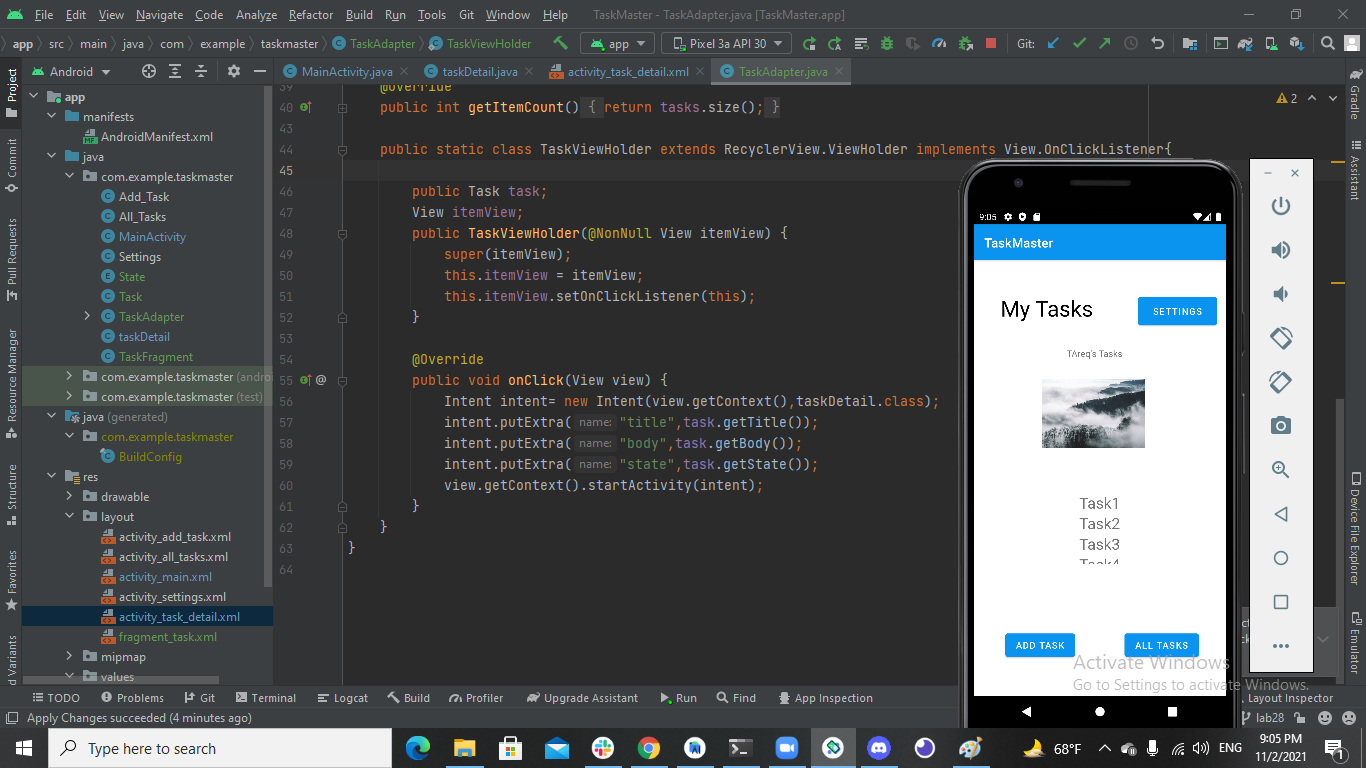 File Edit View Navigate Code Analyze Refactor Build Run Tools Git Window Help TaskMaster - TaskAdapter.java [TaskMaster.app]
app src main java com example taskmaster TaskAdapter TaskViewHolder app Pixel 3a API 30 Git:
Android MainActivity.java taskDetail.java activity_task_detail.xml TaskAdapter.java
Project
Commit
Pull Requests
Resource Manager
Structure
Favorites
d Variants
app
manifests
AndroidManifest.xml
java
com.example.taskmaster
Add_Task
All_Tasks
MainActivity
Settings
State
Task
TaskAdapter
taskDetail
TaskFragment
com.example.taskmaster (androi
com.example.taskmaster (test)
java (generated)
com.example.taskmaster
BuildConfig
res
drawable
layout
activity_add_task.xml
activity_all_tasks.xml
activity_main.xml
activity_settings.xml
activity_task_detail.xml
fragment_task.xml
mipmap
values
39 @Override
40 public int getItemCount() { return tasks.size(); }
43
44 public static class TaskViewHolder extends RecyclerView.ViewHolder implements View.OnClickListener{
45
46 public Task task;
47 View itemView;
48 public TaskViewHolder(@NonNull View itemView) {
49 super(itemView);
50 this.itemView = itemView;
51 this.itemView.setOnClickListener(this);
52 }
53
54 @Override
55 @ public void onClick(View view) {
56 Intent intent= new Intent(view.getContext(),taskDetail.class);
57 intent.putExtra( name: "title",task.getTitle());
58 intent.putExtra( name: "body",task.getBody());
59 intent.putExtra( name: "state",task.getState());
60 view.getContext().startActivity(intent);
61 }
62 }
63 }
64
2
Gradle
Assistant
Device File Explorer
Emulator
9:05
TaskMaster
My Tasks
SETTINGS
TAreq's Tasks
Task1
Task2
Task3
Task4
ADD TASK
ALL TASKS
Activate Windows
Go to Settings to activate Windows.
TODO Problems Git Terminal Logcat Build Profiler Upgrade Assistant Run Find App Inspection Layout Inspector
Apply Changes succeeded (4 minutes ago) lab28
Type here to search
68°F ENG
9:05 PM
11/2/2021
1